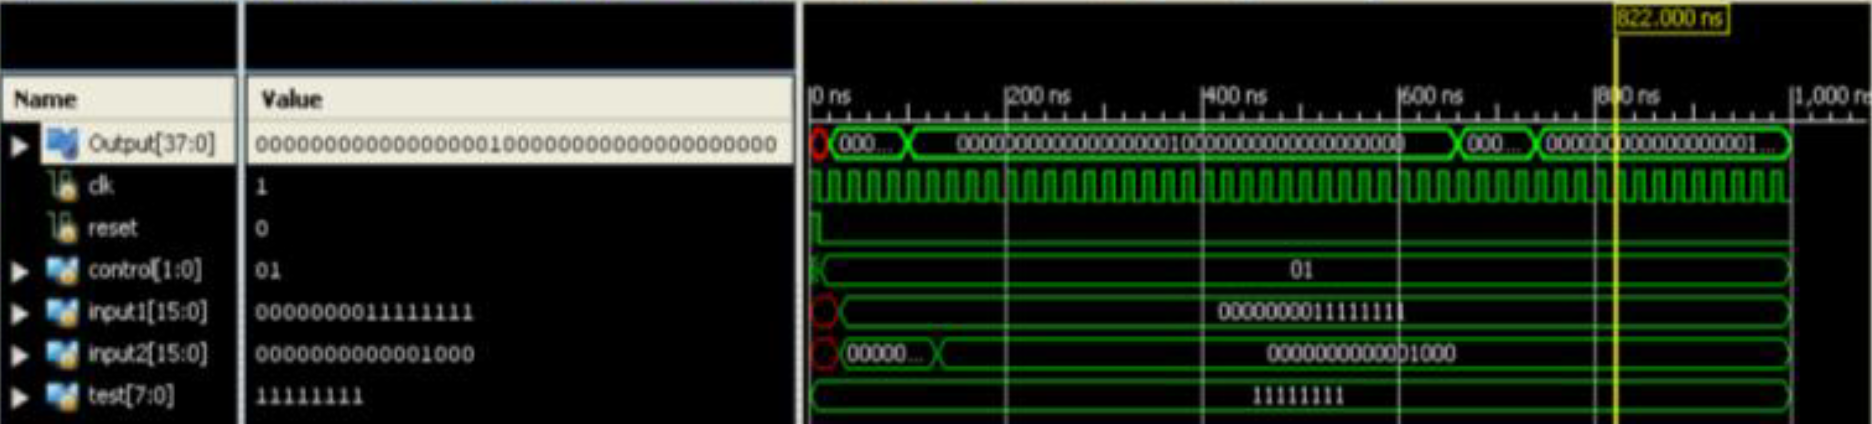 822.000 ns
Name Value 0 ns 200 ns 400 ns 600 ns 800 ns 1,000 ns
Output[37:0] 00000000000000000100000000000000000000 000... 00000000000000000010000000000000000000 000... 000000000000000001...
clk 1
reset 0
control[1:0] 01 01
input1[15:0] 0000000011111111 0000000011111111
input2[15:0] 0000000000001000 00000... 0000000000001000
test[7:0] 11111111 11111111